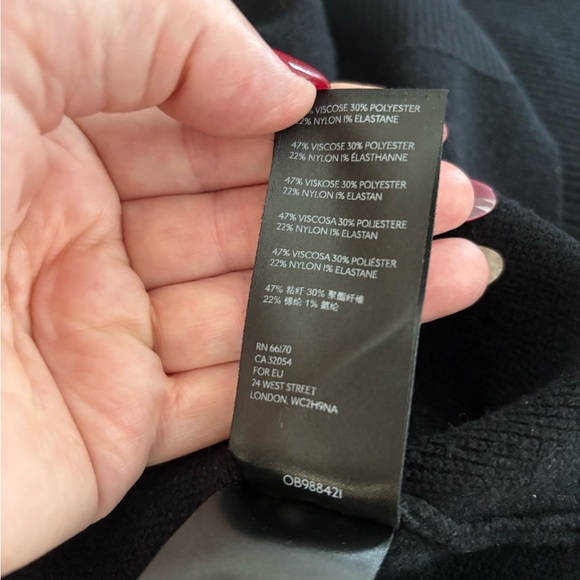 % VISCOSE 30% POLYESTER
22% NYLON 1% ELASTANE
47% VISCOSE 30% POLYESTER
22% NYLON 1% ÉLASTHANNE
47% VISKOSE 30% POLYESTER
22% NYLON 1% ELASTAN
47% VISCOSA 30% POLIESTERE
22% NYLON 1% ELASTAN
47% VISCOSA 30% POLIÉSTER
22% NYLON 1% ELASTANE
47% 粘纤 30% 聚酯纤维
22% 锦纶 1% 氨纶
RN 66170
CA 32054
FOR EU
24 WEST STREET
LONDON, WC2H9NA
OB988421